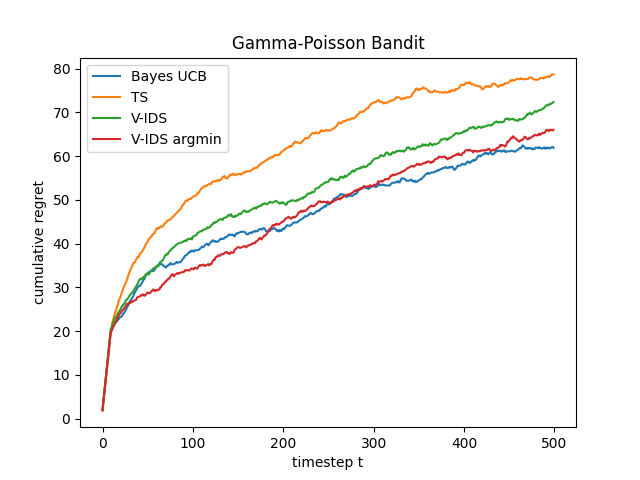 Gamma-Poisson Bandit
Bayes UCB
TS
V-IDS
V-IDS argmin
cumulative regret
80
70
60
50
40
30
20
10
0
0 100 200 300 400 500
timestep t